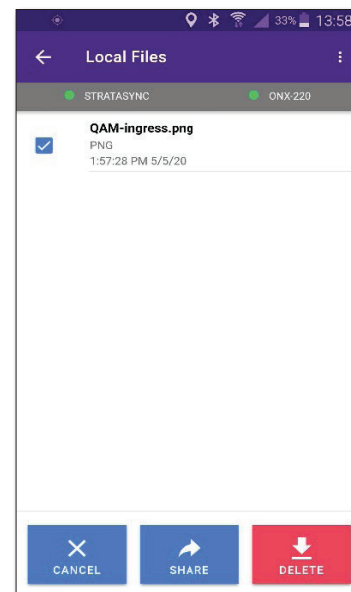 33% 13:58
Local Files
STRATASYNC ONX-220
QAM-ingress.png
PNG
1:57:28 PM 5/5/20
CANCEL SHARE DELETE